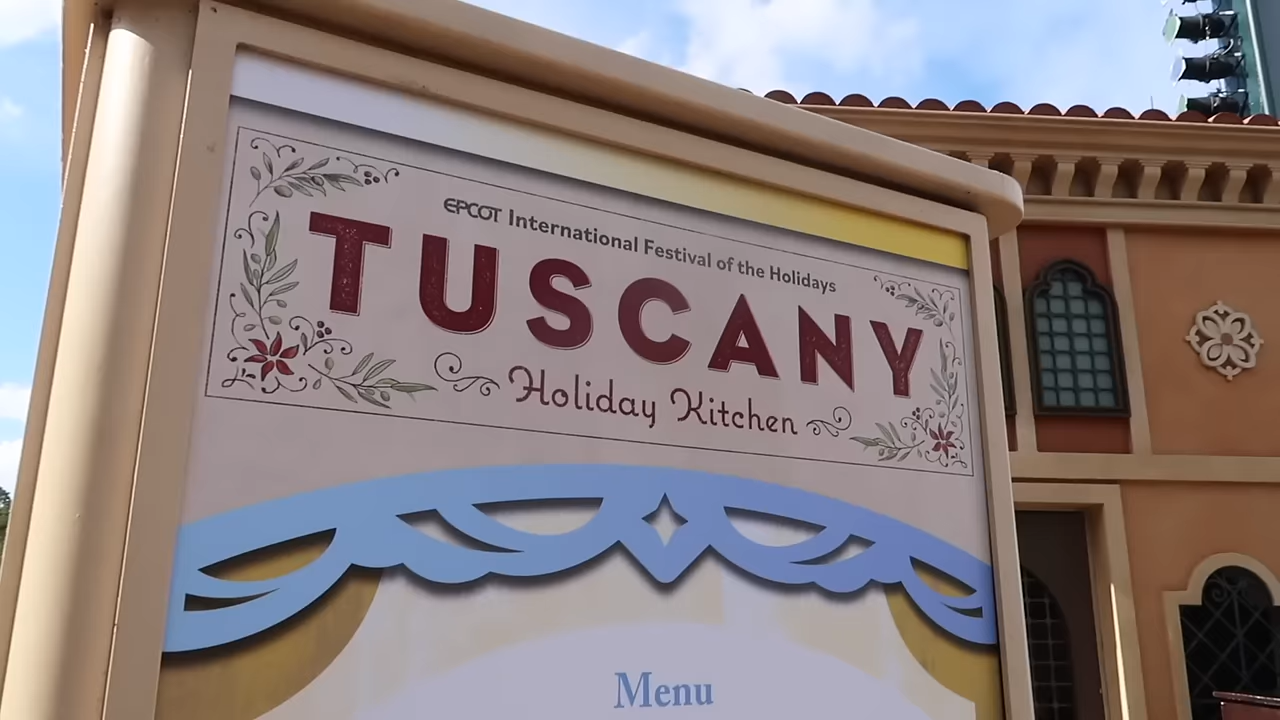 EPCOT International Festival of the Holidays
TUSCANY
Holiday Kitchen
Menu